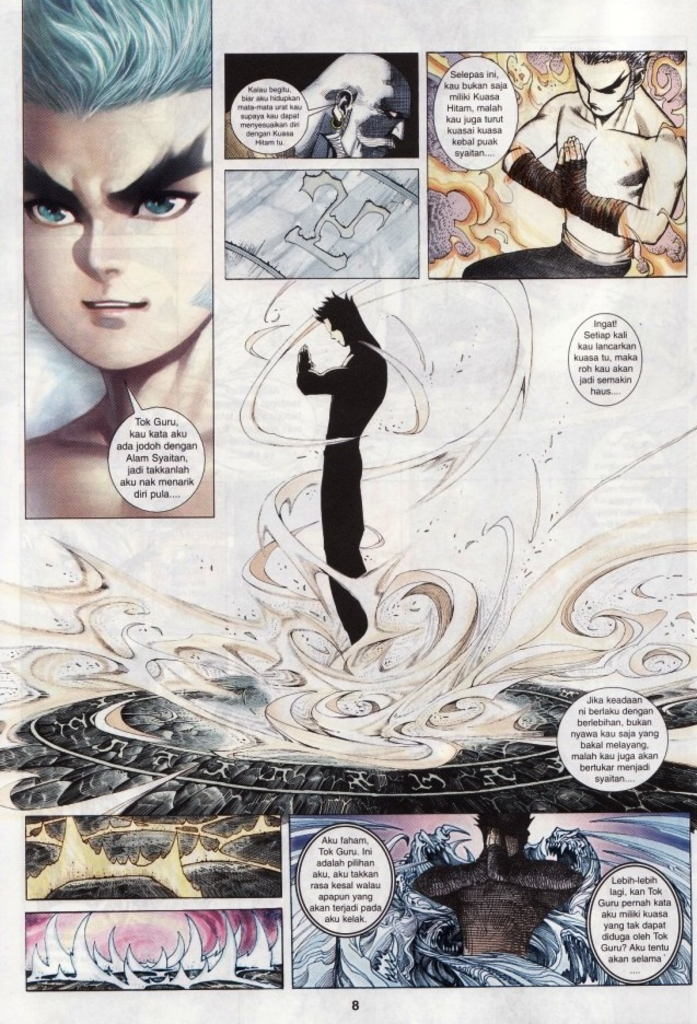 Tok Guru,
kau kata aku
ada jodoh dengan
Alam Syaitan,
jadi takkanlah
aku nak menarik
diri pula....
Kalau begitu,
biar aku hidupkan
mata-mata urat kau
supaya kau dapat
menyesuaikan diri
dengan Kuasa
Hitam tu.
Selepas ini,
kau bukan saja
miliki Kuasa
Hitam, malah
kau juga turut
kuasai kuasa
kebal puak
syaitan....
Ingat!
Setiap kali
kau lancarkan
kuasa tu, maka
roh kau akan
jadi semakin
haus....
Jika keadaan
ni berlaku dengan
berlebihan, bukan
nyawa kau saja yang
bakal melayang,
malah kau juga akan
bertukar menjadi
syaitan....
Aku faham,
Tok Guru. Ini
adalah pilihan
aku, aku takkan
rasa kesal walau
apapun yang
akan terjadi pada
aku kelak.
Lebih-lebih
lagi, kan Tok
Guru pernah kata
aku miliki kuasa
yang tak dapat
diduga oleh Tok
Guru? Aku tentu
akan selama
....
8